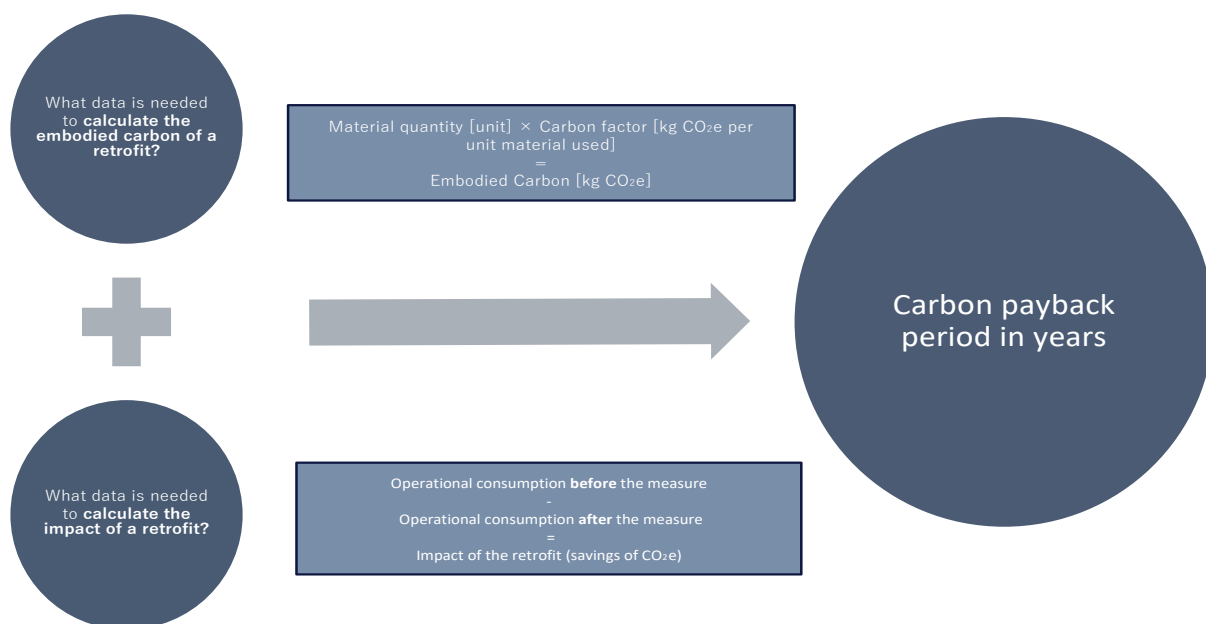 What data is needed
to calculate the
embodied carbon of a
retrofit?
Material quantity [unit] × Carbon factor [kg CO₂e per
unit material used]
=
Embodied Carbon [kg CO₂e]
Carbon payback
period in years
What data is needed
to calculate the
impact of a retrofit?
Operational consumption before the measure
-
Operational consumption after the measure
=
Impact of the retrofit (savings of CO₂e)